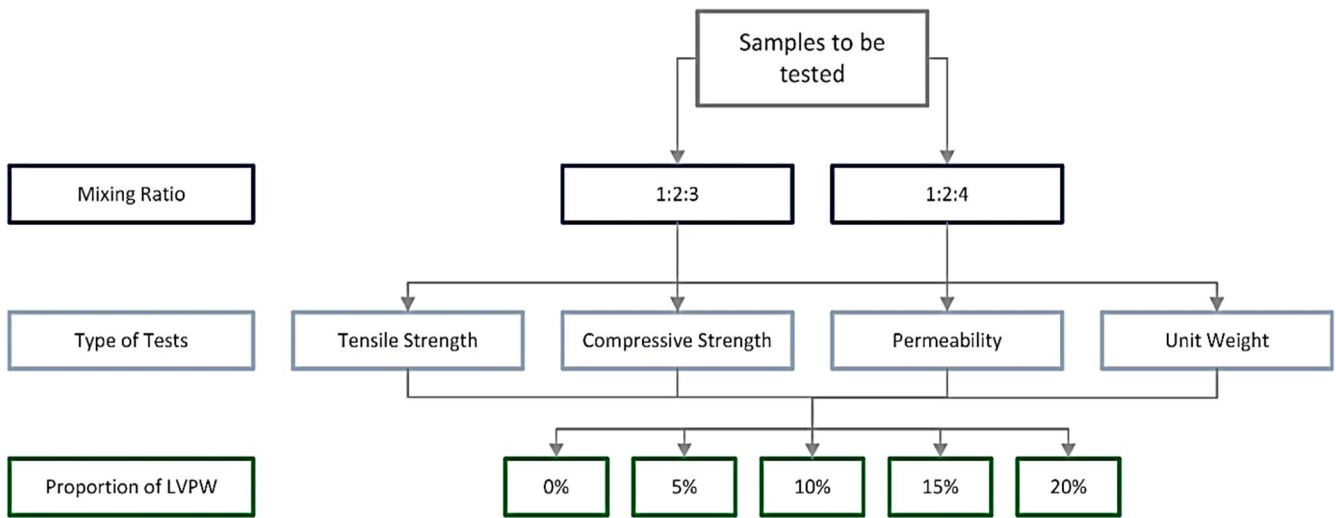 Samples to be
tested
Mixing Ratio
1:2:3
1:2:4
Type of Tests
Tensile Strength
Compressive Strength
Permeability
Unit Weight
Proportion of LVPW
0%
5%
10%
15%
20%